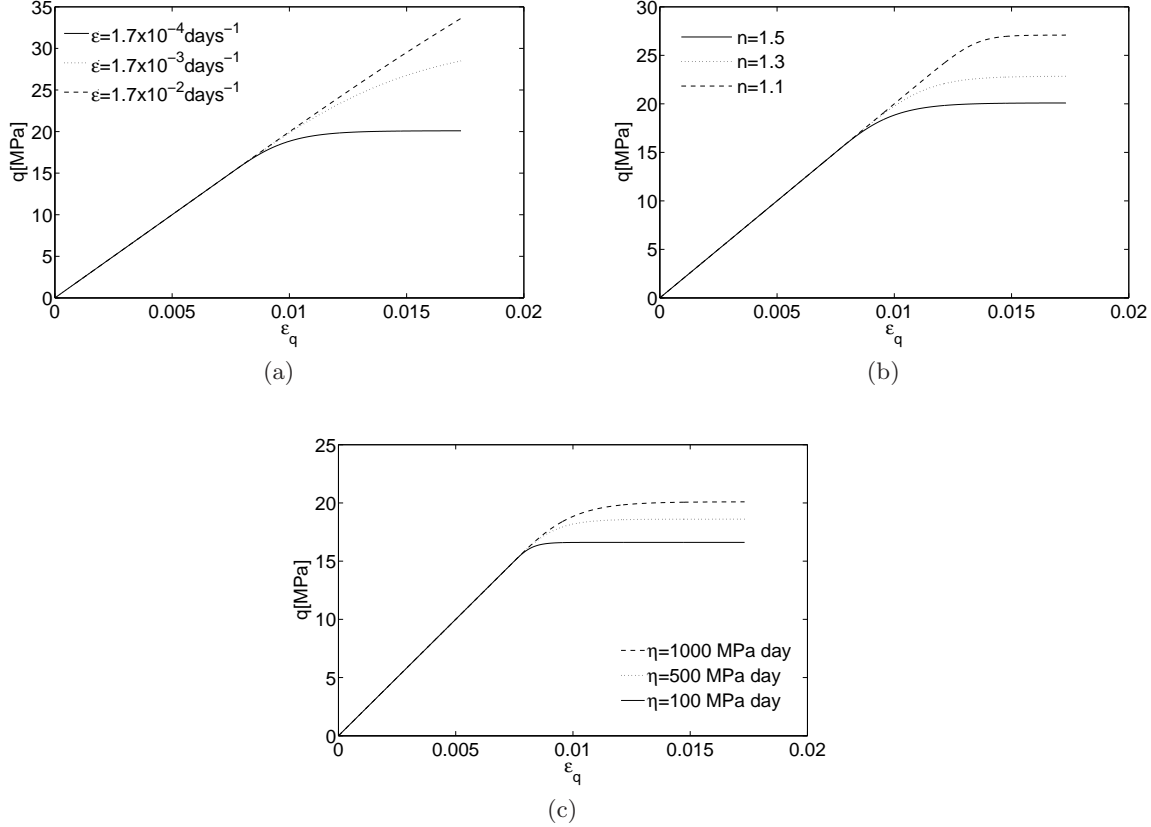 35
30
25
20
15
10
5
0
q[MPa]
ε=1.7x10⁻⁴days⁻¹
ε=1.7x10⁻³days⁻¹
ε=1.7x10⁻²days⁻¹
0 0.005 0.01 0.015 0.02
ε_q
(a)
30
25
20
15
10
5
0
q[MPa]
n=1.5
n=1.3
n=1.1
0 0.005 0.01 0.015 0.02
ε_q
(b)
25
20
15
10
5
0
q[MPa]
η=1000 MPa day
η=500 MPa day
η=100 MPa day
0 0.005 0.01 0.015 0.02
ε_q
(c)